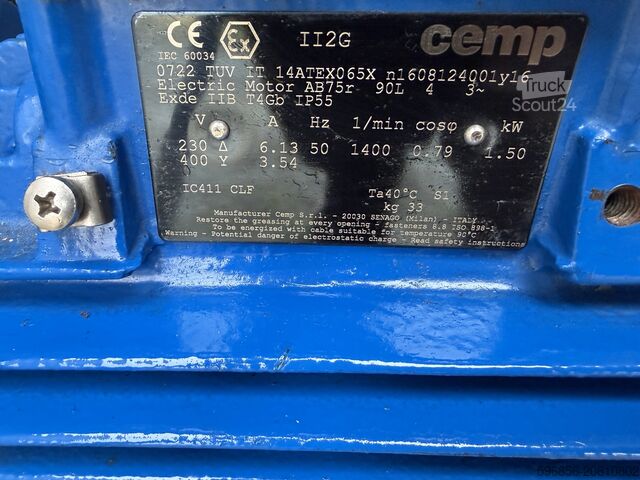 CE Ex II2G cemp
IEC 60034
0722 TUV IT 14ATEX065X n1608124001y16
Electric Motor AB75r 90L 4 3~
Exde IIB T4Gb IP55
V A Hz 1/min cosφ kW
230 Δ 6.13 50 1400 0.79 1.50
400 Y 3.54
IC411 CLF Ta40°C S1
kg 33
Manufacturer Cemp S.r.l. - 20030 SENAGO (Milan) - ITALY
Restore the greasing at every opening - fasteners 8.8 ISO 898-1
To be energized with cable suitable for temperature 90°C
Warning - Potential danger of electrostatic charge - Read safety instructions
Truck
Scout24